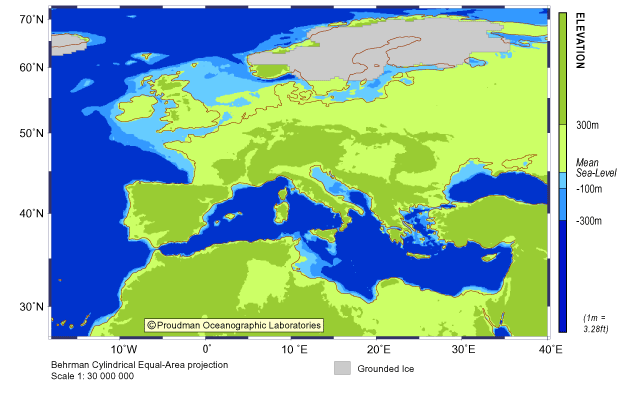 70°N
60°N
50°N
40°N
30°N
ELEVATION
300m
Mean
Sea-Level
-100m
-300m
(1m =
3.28ft)
©Proudman Oceanographic Laboratories
10°W
0°
10°E
20°E
30°E
40°E
Behrman Cylindrical Equal-Area projection
Scale 1: 30 000 000
Grounded Ice